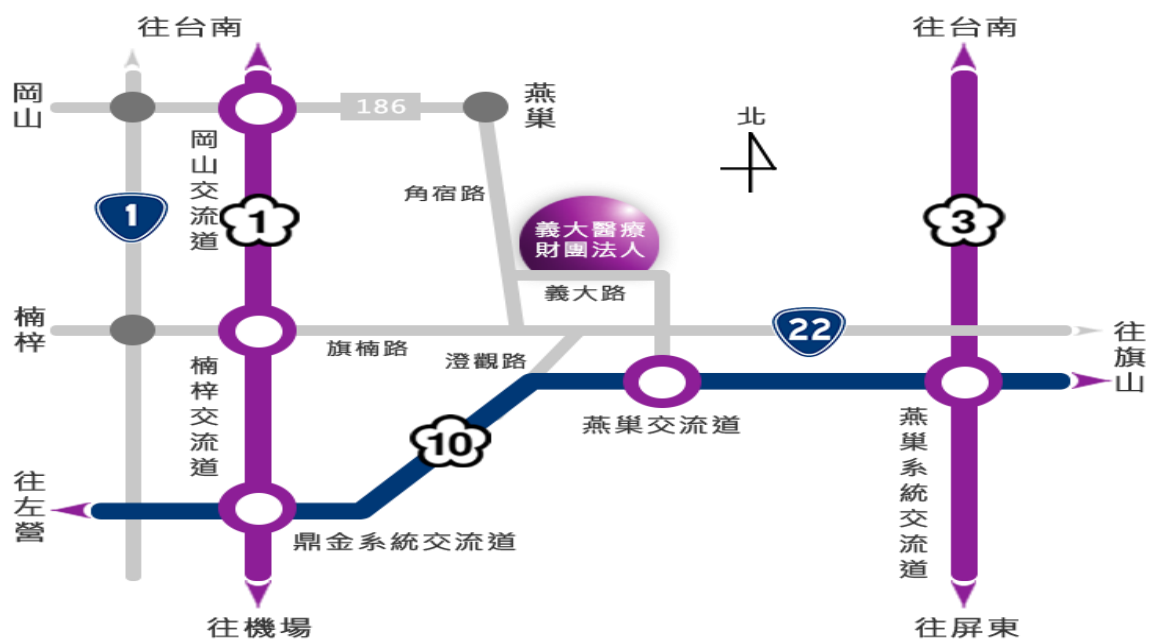 往台南
往台南
岡山
186
燕巢
北
岡山交流道
角宿路
1
1
義大醫療
財團法人
3
義大路
楠梓
22
往旗山
旗楠路
澄觀路
楠梓交流道
燕巢交流道
燕巢系統交流道
10
往左營
鼎金系統交流道
往機場
往屏東